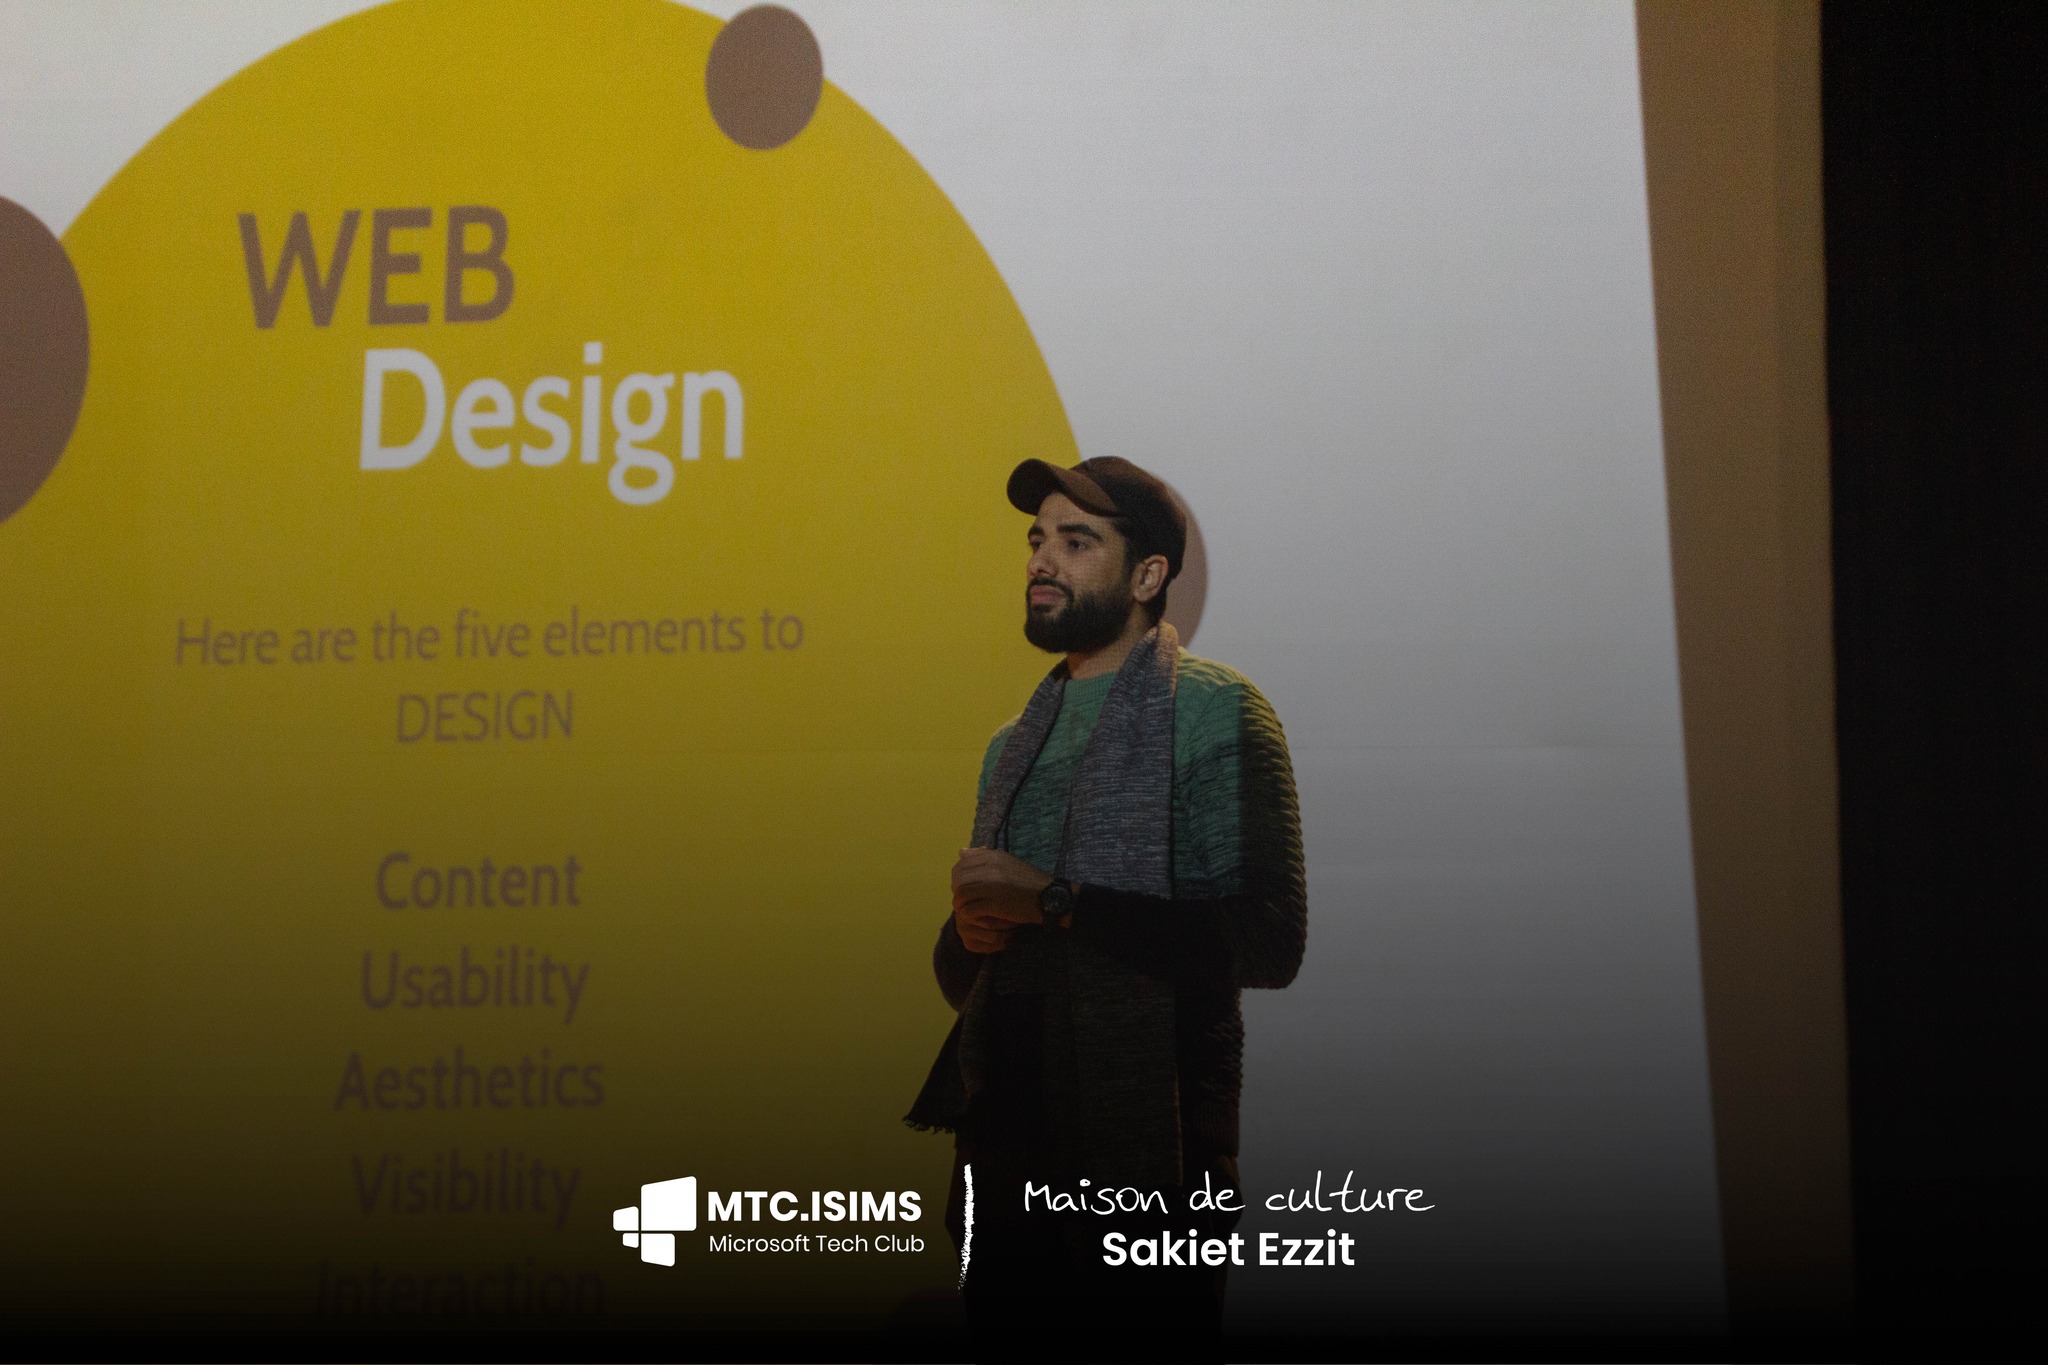 WEB
Design
Here are the five elements to
DESIGN
Content
Usability
Aesthetics
Visibility
Interaction
MTC.ISIMS
Microsoft Tech Club
Maison de culture
Sakiet Ezzit